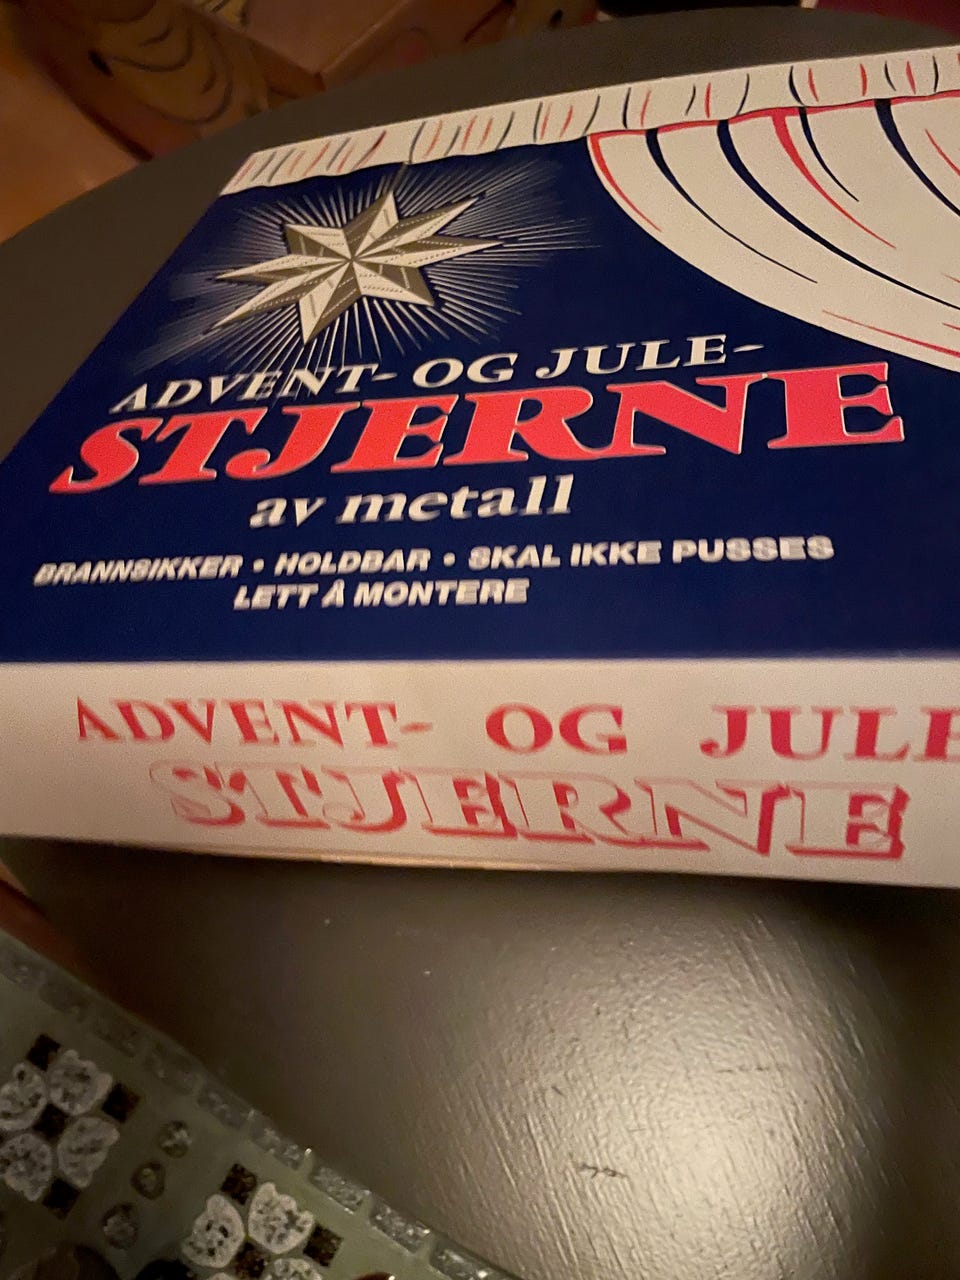 ADVENT- OG JULE-
STJERNE
av metall
BRANNSIKKER • HOLDBAR • SKAL IKKE PUSSES
LETT Å MONTERE
ADVENT- OG JULE
STJERNE